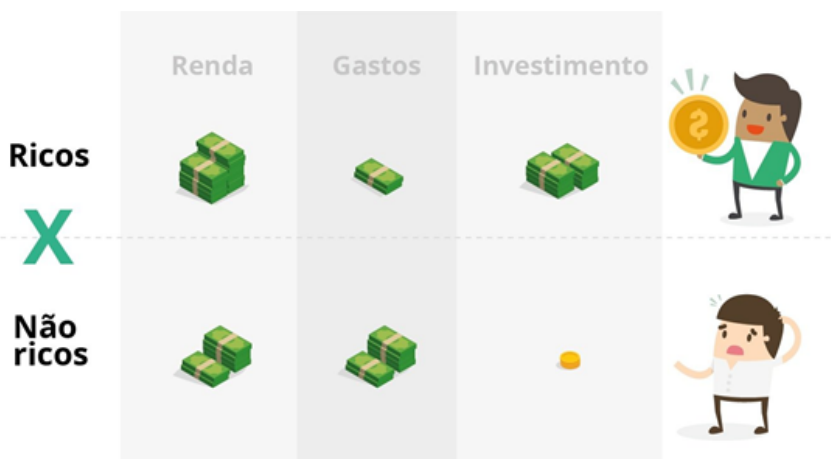 Renda Gastos Investimento
Ricos
X
Não
ricos